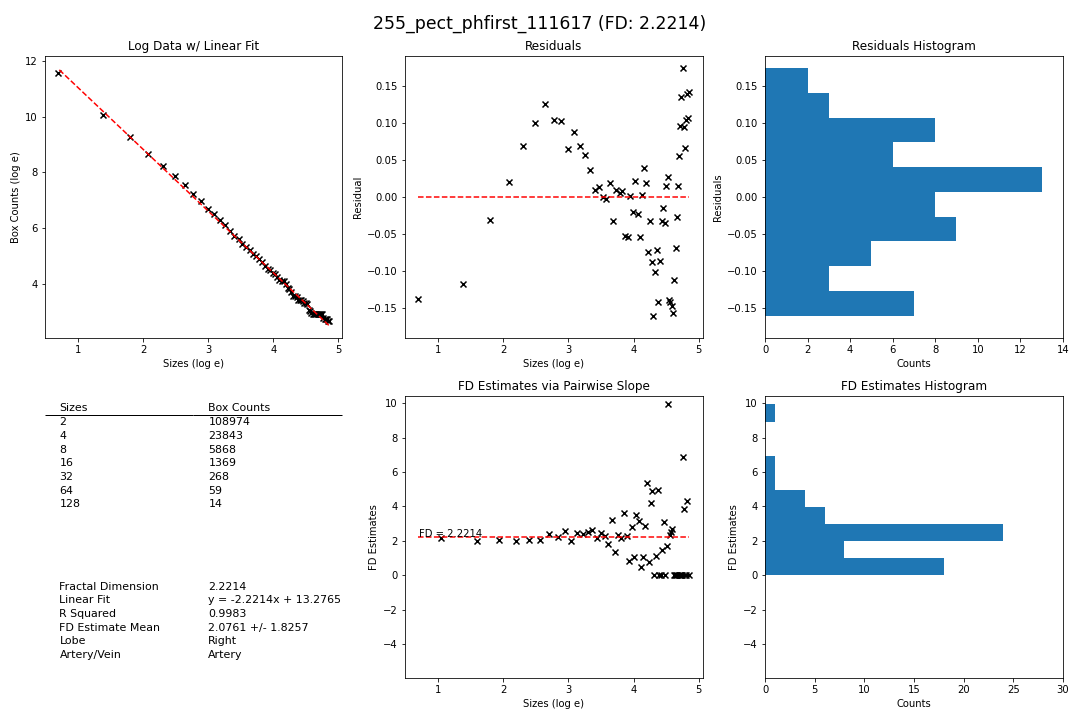 255_pect_phfirst_111617 (FD: 2.2214)
Log Data w/ Linear Fit
Box Counts (log e)
12
10
8
6
4
1 2 3 4 5
Sizes (log e)
Residuals
Residual
0.15
0.10
0.05
0.00
−0.05
−0.10
−0.15
1 2 3 4 5
Sizes (log e)
Residuals Histogram
Residuals
0.15
0.10
0.05
0.00
−0.05
−0.10
−0.15
0 2 4 6 8 10 12 14
Counts
Sizes Box Counts
2 108974
4 23843
8 5868
16 1369
32 268
64 59
128 14
Fractal Dimension 2.2214
Linear Fit y = -2.2214x + 13.2765
R Squared 0.9983
FD Estimate Mean 2.0761 +/- 1.8257
Lobe Right
Artery/Vein Artery
FD Estimates via Pairwise Slope
FD Estimates
10
8
6
4
2
0
−2
−4
FD = 2.2214
1 2 3 4 5
Sizes (log e)
FD Estimates Histogram
FD Estimates
10
8
6
4
2
0
−2
−4
0 5 10 15 20 25 30
Counts